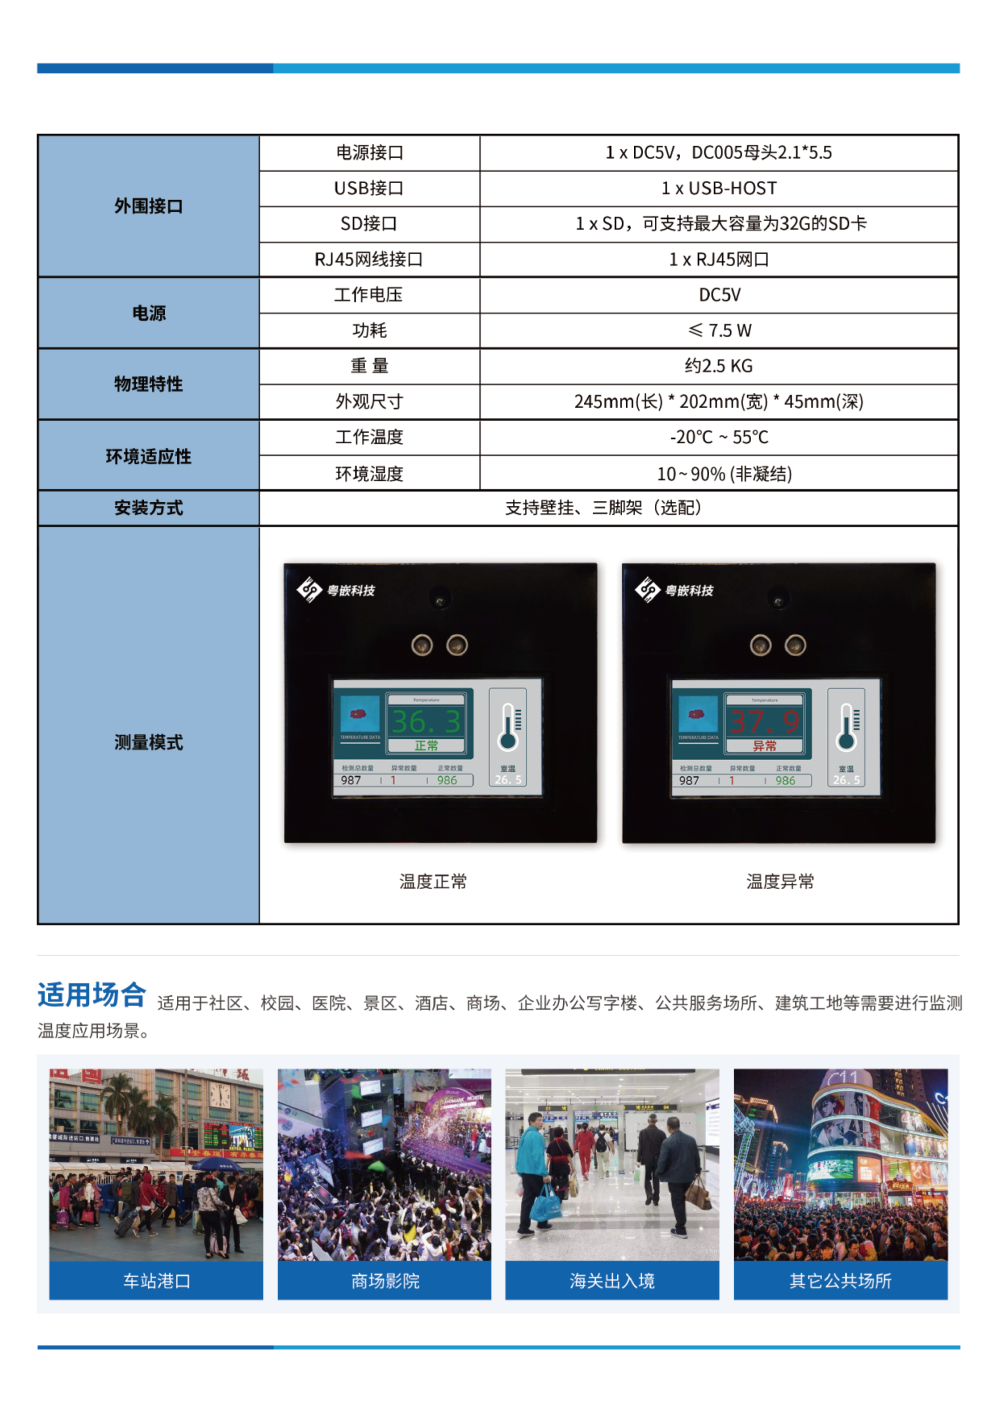 外围接口
电源接口
1 x DC5V，DC005母头2.1*5.5
USB接口
1 x USB-HOST
SD接口
1 x SD，可支持最大容量为32G的SD卡
RJ45网线接口
1 x RJ45网口
电源
工作电压
DC5V
功耗
≤ 7.5 W
物理特性
重 量
约2.5 KG
外观尺寸
245mm(长) * 202mm(宽) * 45mm(深)
环境适应性
工作温度
-20℃ ~ 55℃
环境湿度
10~90% (非凝结)
安装方式
支持壁挂、三脚架（选配）
测量模式
粤嵌科技
Temperature
36.3
正常
TEMPERATURE DATA
检测总数量 异常数量 正常数量
987 1 986
室温
26.5
温度正常
粤嵌科技
Temperature
37.9
异常
TEMPERATURE DATA
检测总数量 异常数量 正常数量
987 1 986
室温
26.5
温度异常
适用场合 适用于社区、校园、医院、景区、酒店、商场、企业办公写字楼、公共服务场所、建筑工地等需要进行监测
温度应用场景。
车站港口
商场影院
海关出入境
其它公共场所